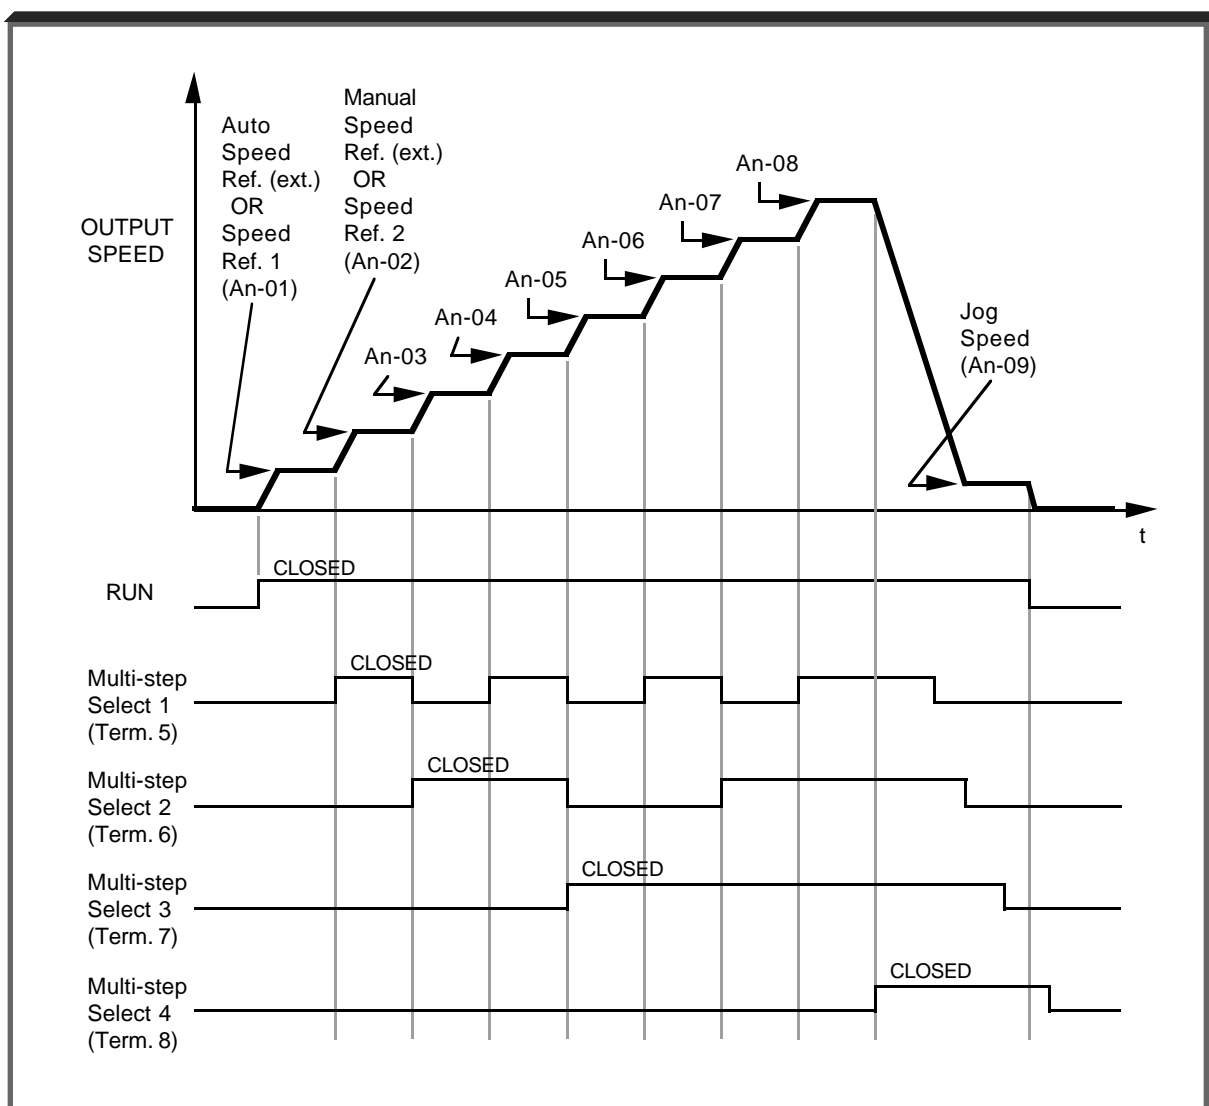 Auto
Speed
Ref. (ext.)
OR
Speed
Ref. 1
(An-01)
Manual
Speed
Ref. (ext.)
OR
Speed
Ref. 2
(An-02)
An-03
An-04
An-05
An-06
An-07
An-08
OUTPUT
SPEED
Jog
Speed
(An-09)
t
RUN
CLOSED
Multi-step
Select 1
(Term. 5)
CLOSED
Multi-step
Select 2
(Term. 6)
CLOSED
Multi-step
Select 3
(Term. 7)
CLOSED
Multi-step
Select 4
(Term. 8)
CLOSED